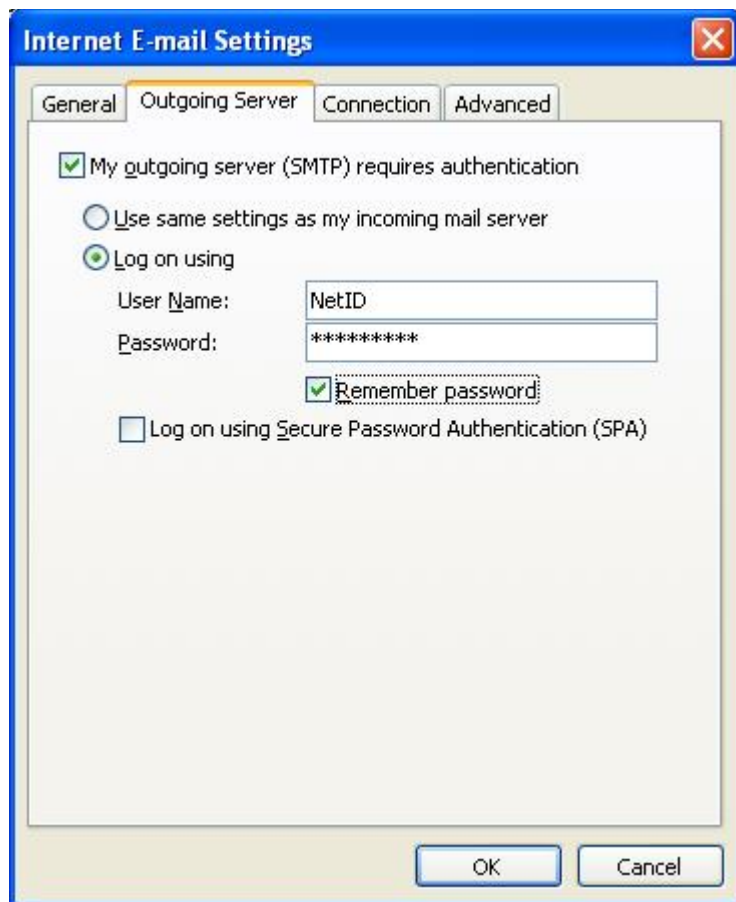 Internet E-mail Settings
General Outgoing Server Connection Advanced
My outgoing server (SMTP) requires authentication
Use same settings as my incoming mail server
Log on using
User Name: NetID
Password: *********
Remember password
Log on using Secure Password Authentication (SPA)
OK Cancel